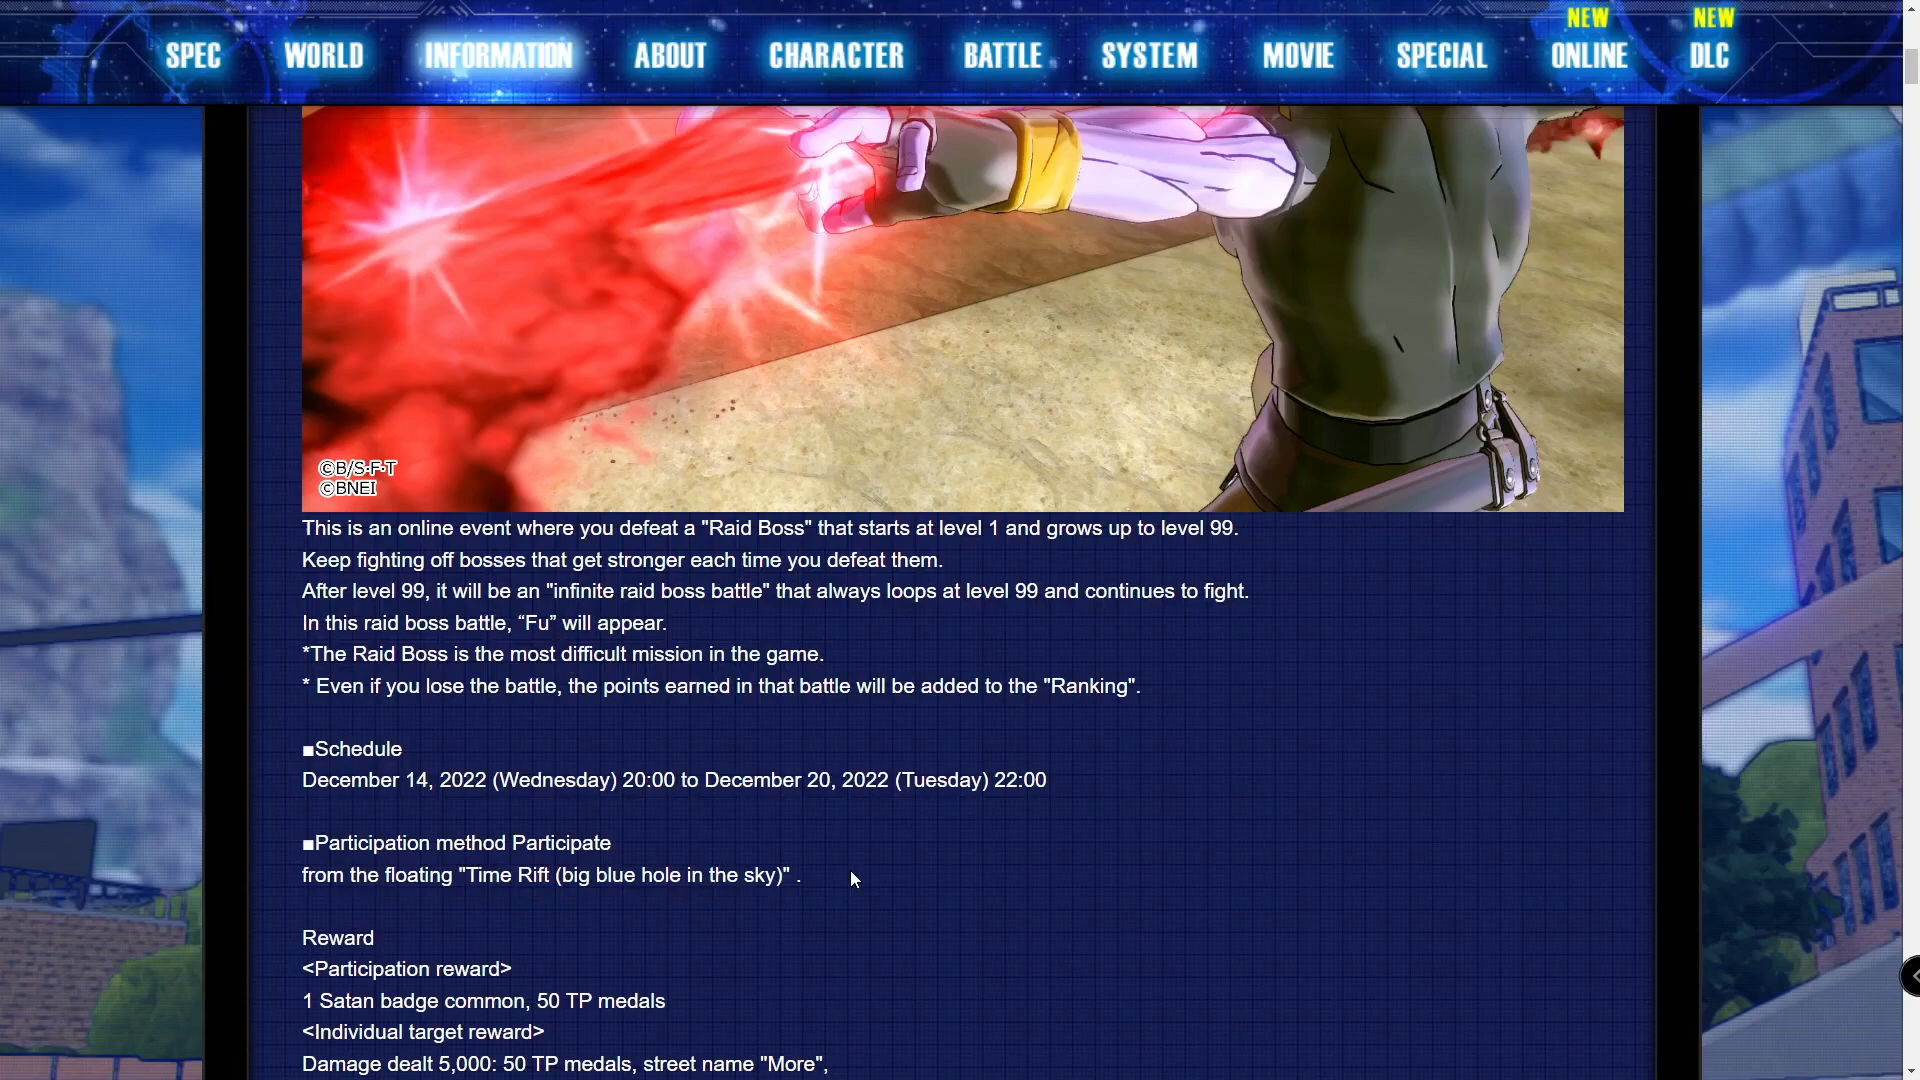 NEW NEW
SPEC WORLD INFORMATION ABOUT CHARACTER BATTLE SYSTEM MOVIE SPECIAL ONLINE DLC
©B/S·F·T
©BNEI
This is an online event where you defeat a "Raid Boss" that starts at level 1 and grows up to level 99.
Keep fighting off bosses that get stronger each time you defeat them.
After level 99, it will be an "infinite raid boss battle" that always loops at level 99 and continues to fight.
In this raid boss battle, “Fu” will appear.
*The Raid Boss is the most difficult mission in the game.
* Even if you lose the battle, the points earned in that battle will be added to the "Ranking".
■Schedule
December 14, 2022 (Wednesday) 20:00 to December 20, 2022 (Tuesday) 22:00
■Participation method Participate
from the floating "Time Rift (big blue hole in the sky)" .
Reward
<Participation reward>
1 Satan badge common, 50 TP medals
<Individual target reward>
Damage dealt 5,000: 50 TP medals, street name "More",